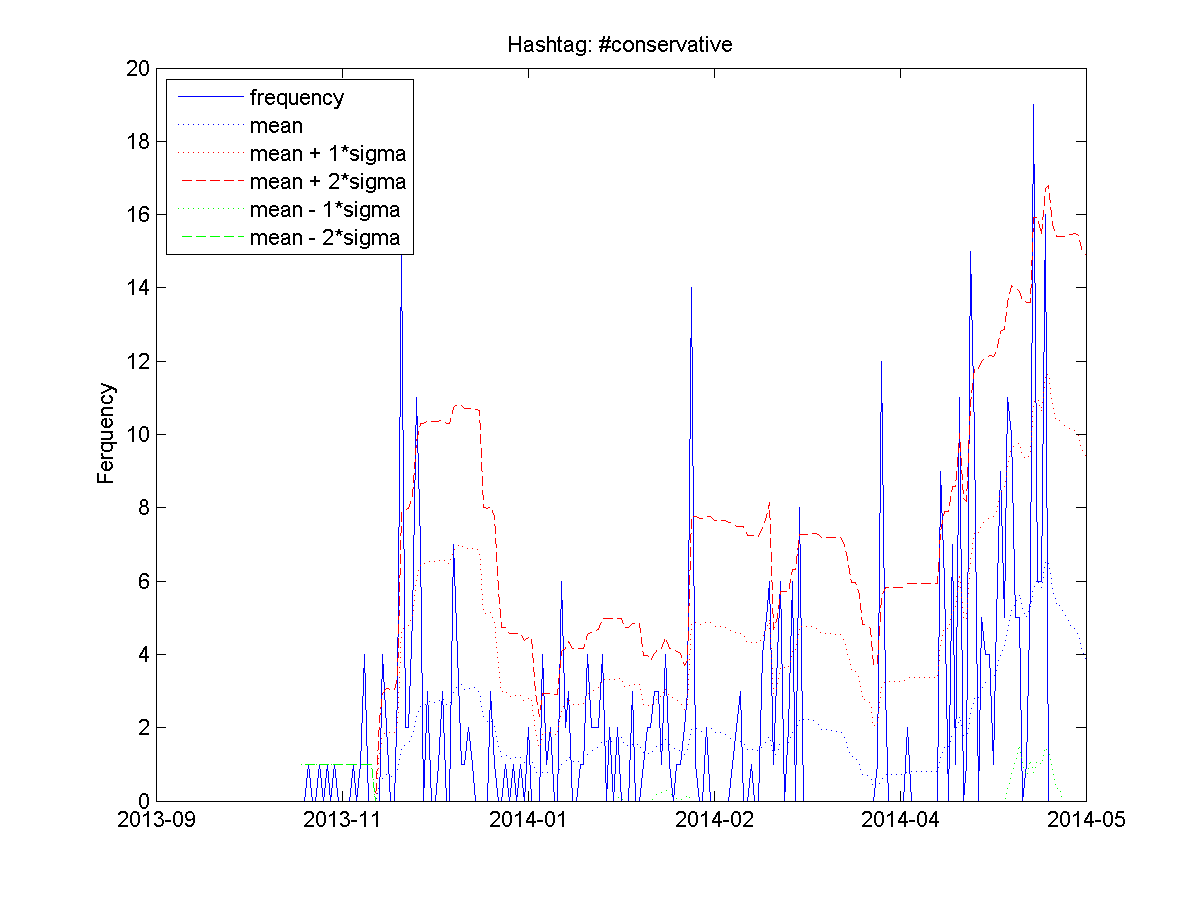 Hashtag: #conservative
20
18
16
14
12
10
8
6
4
2
0
Ferquency
frequency
mean
mean + 1*sigma
mean + 2*sigma
mean - 1*sigma
mean - 2*sigma
2013-09
2013-11
2014-01
2014-02
2014-04
2014-05